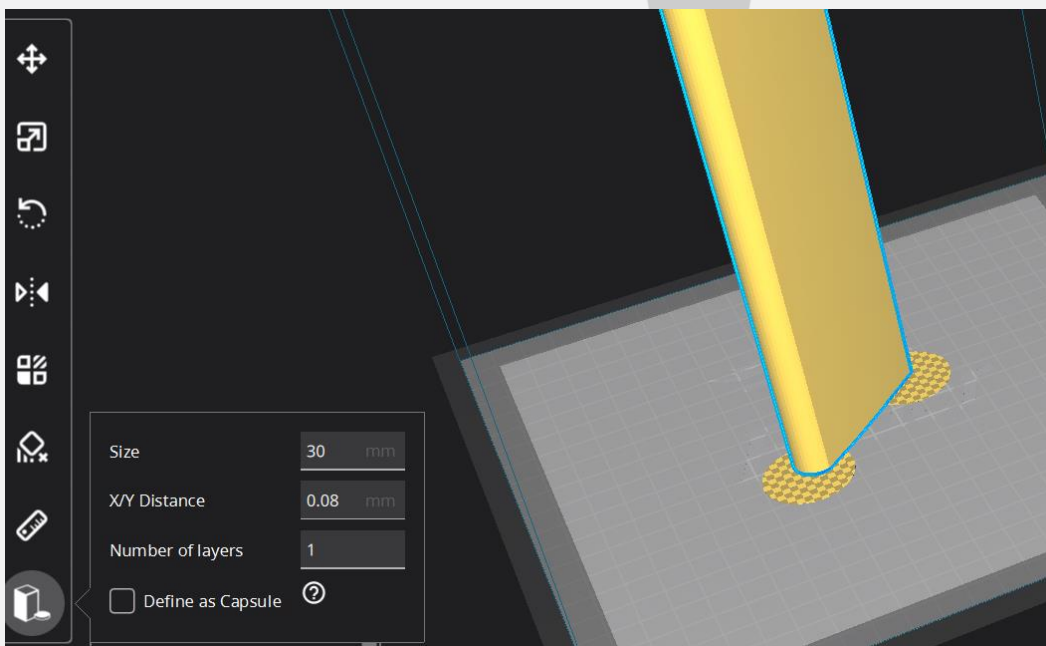 Size 30 mm
X/Y Distance 0.08 mm
Number of layers 1
Define as Capsule ?